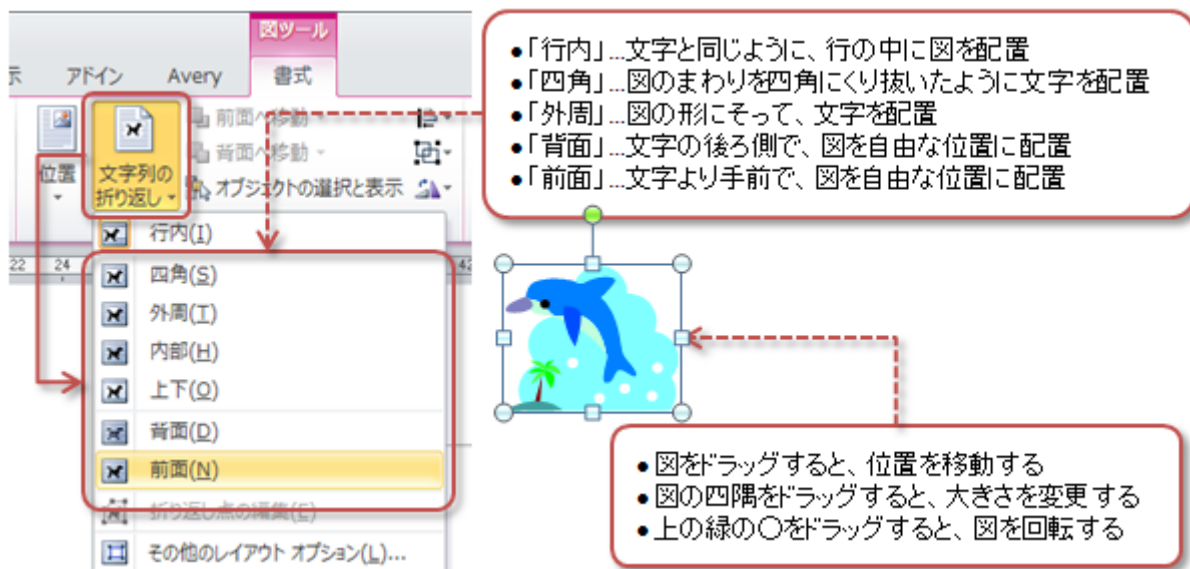 図ツール
示 アドイン Avery 書式
位置
文字列の
折り返し
前面へ移動
背面へ移動
オブジェクトの選択と表示
行内(I)
22 24
42
四角(S)
外周(T)
内部(H)
上下(O)
背面(D)
前面(N)
折り返し点の編集(E)
その他のレイアウト オプション(L)...
●「行内」…文字と同じように、行の中に図を配置
●「四角」…図のまわりを四角にくり抜いたように文字を配置
●「外周」…図の形にそって、文字を配置
●「背面」…文字の後ろ側で、図を自由な位置に配置
●「前面」…文字より手前で、図を自由な位置に配置
●図をドラッグすると、位置を移動する
●図の四隅をドラッグすると、大きさを変更する
●上の緑の〇をドラッグすると、図を回転する